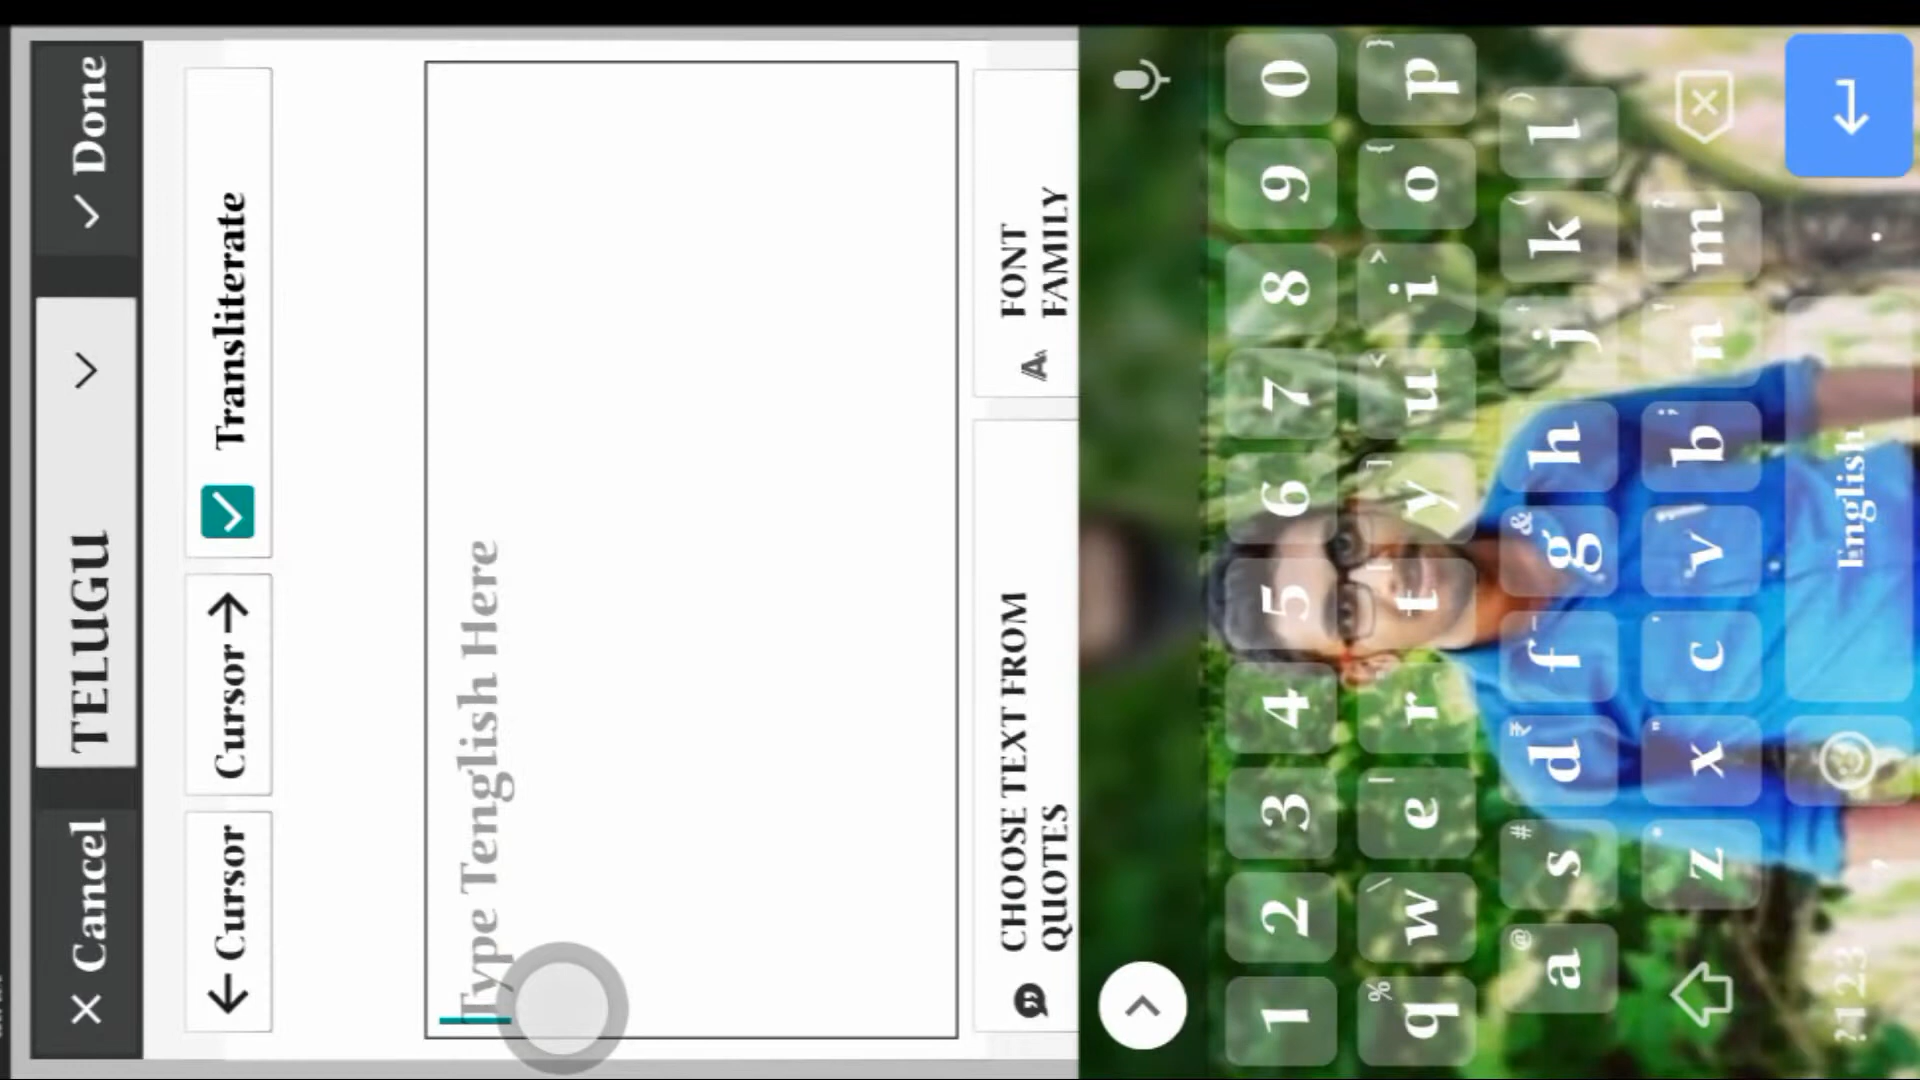 × Cancel TELUGU ✓ Done
← Cursor Cursor → Transliterate
Type Tenglish Here
CHOOSE TEXT FROM QUOTES
FONT FAMILY
1 2 3 4 5 6 7 8 9 0
q w e r t y u i o p
% \ | [ ] < > { }
a s d f g h j k l
@ # ₹ & ( )
z x c v b n m
?123 , English .